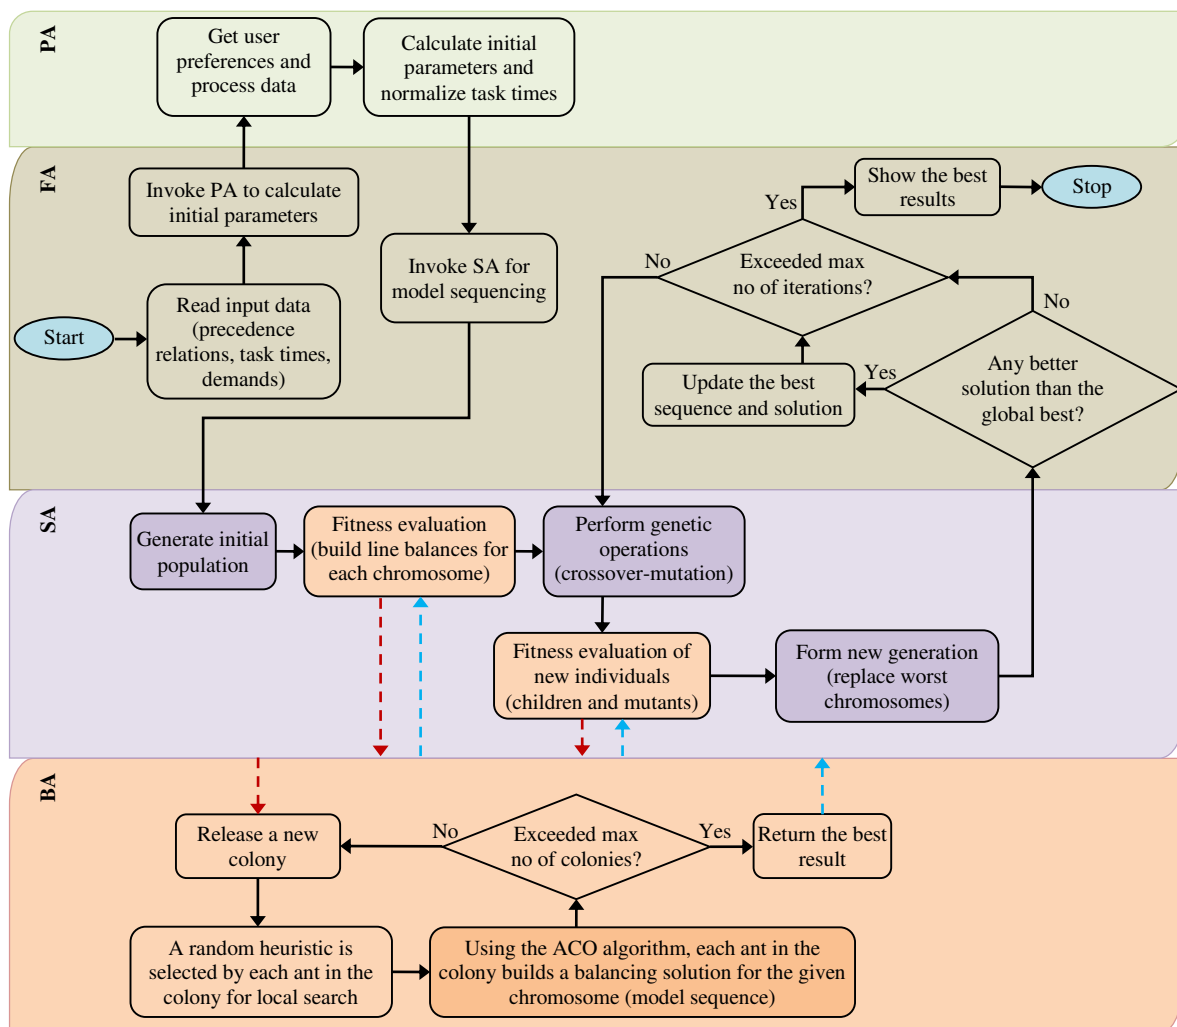 PA
Get user
preferences and
process data
Calculate initial
parameters and
normalize task times
FA
Invoke PA to calculate
initial parameters
Show the best
results
Stop
Yes
Invoke SA for
model sequencing
No
Exceeded max
no of iterations?
No
Start
Read input data
(precedence
relations, task times,
demands)
Update the best
sequence and solution
Yes
Any better
solution than the
global best?
SA
Generate initial
population
Fitness evaluation
(build line balances for
each chromosome)
Perform genetic
operations
(crossover-mutation)
Fitness evaluation of
new individuals
(children and mutants)
Form new generation
(replace worst
chromosomes)
BA
Release a new
colony
No
Exceeded max
no of colonies?
Yes
Return the best
result
A random heuristic is
selected by each ant in the
colony for local search
Using the ACO algorithm, each ant in the
colony builds a balancing solution for the given
chromosome (model sequence)